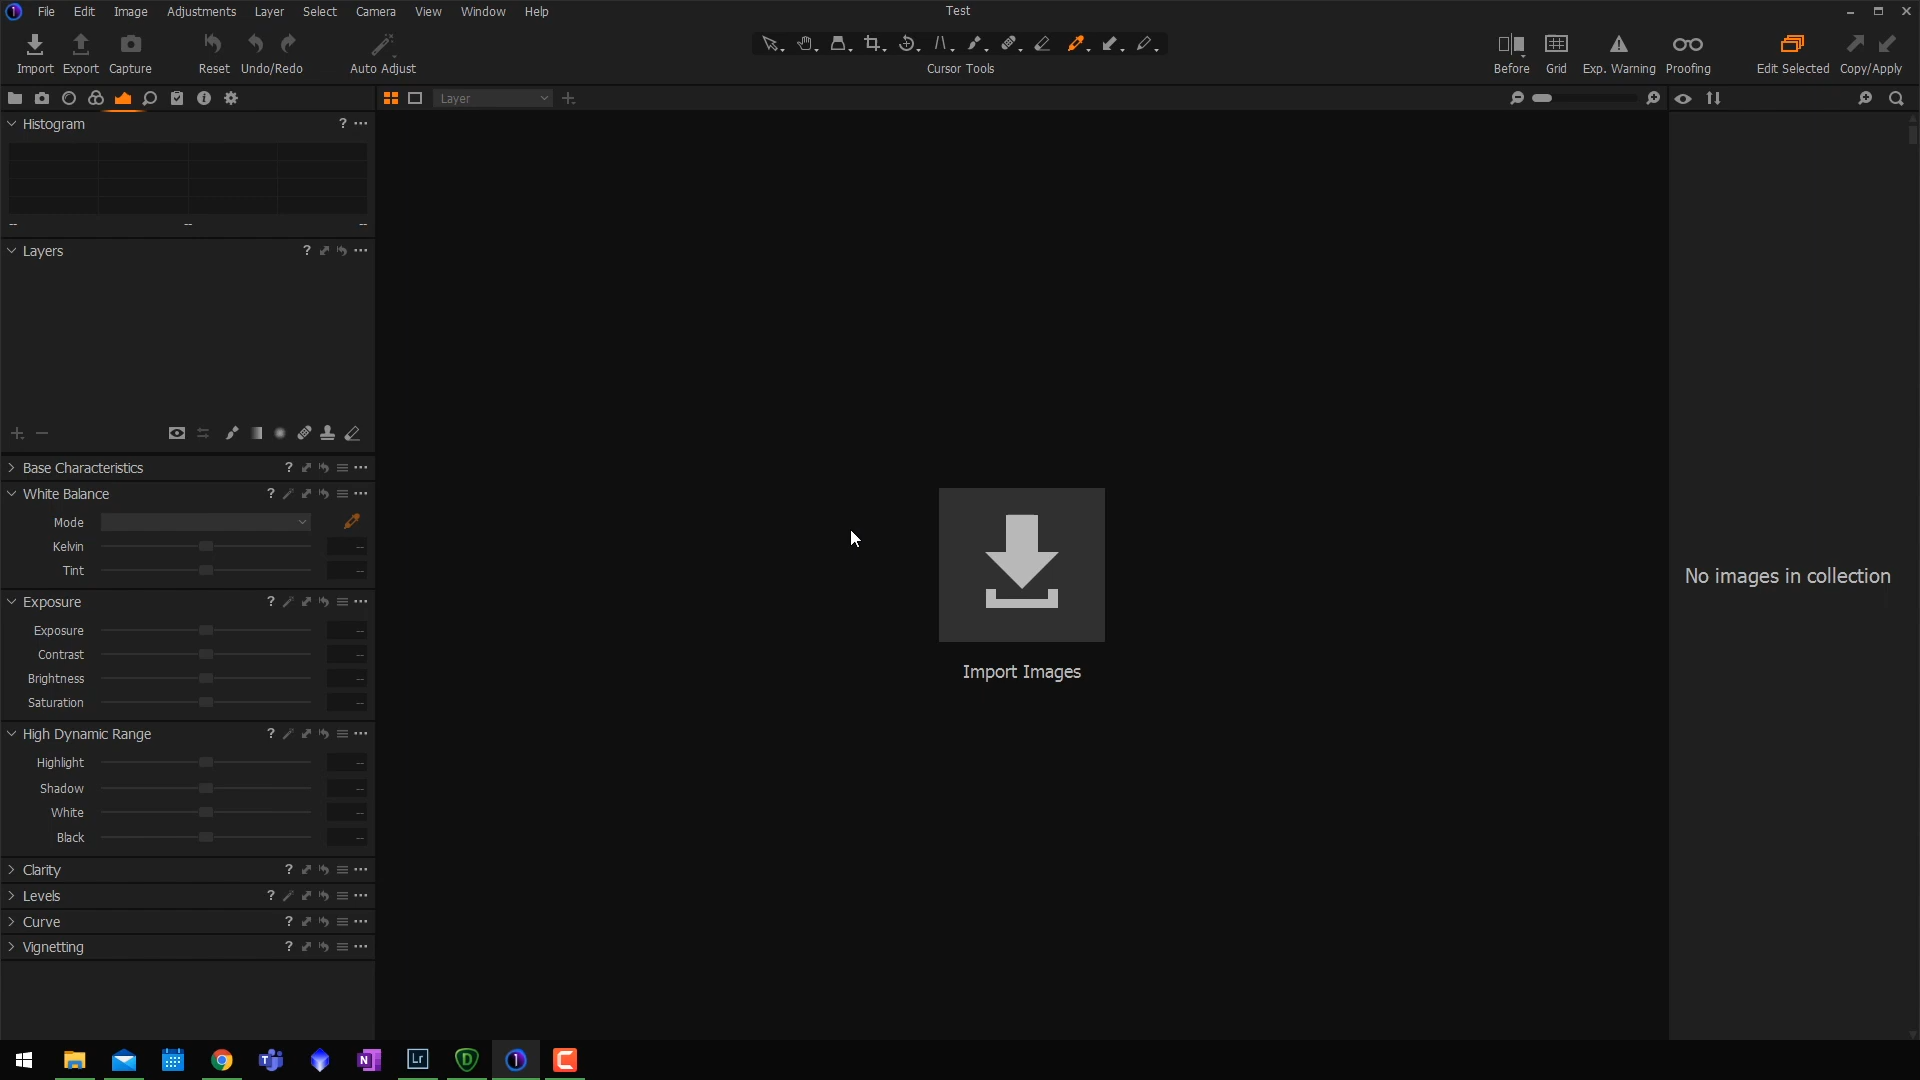 File Edit Image Adjustments Layer Select Camera View Window Help
Test
Import Export Capture Reset Undo/Redo Auto Adjust
Cursor Tools
Before Grid Exp. Warning Proofing Edit Selected Copy/Apply
Layer
Histogram ? ...
-- -- --
Layers ? ...
Base Characteristics ? ...
White Balance ? ...
Mode
Kelvin --
Tint --
Exposure ? ...
Exposure --
Contrast --
Brightness --
Saturation --
High Dynamic Range ? ...
Highlight --
Shadow --
White --
Black --
Clarity ? ...
Levels ? ...
Curve ? ...
Vignetting ? ...
Import Images
No images in collection
Lr